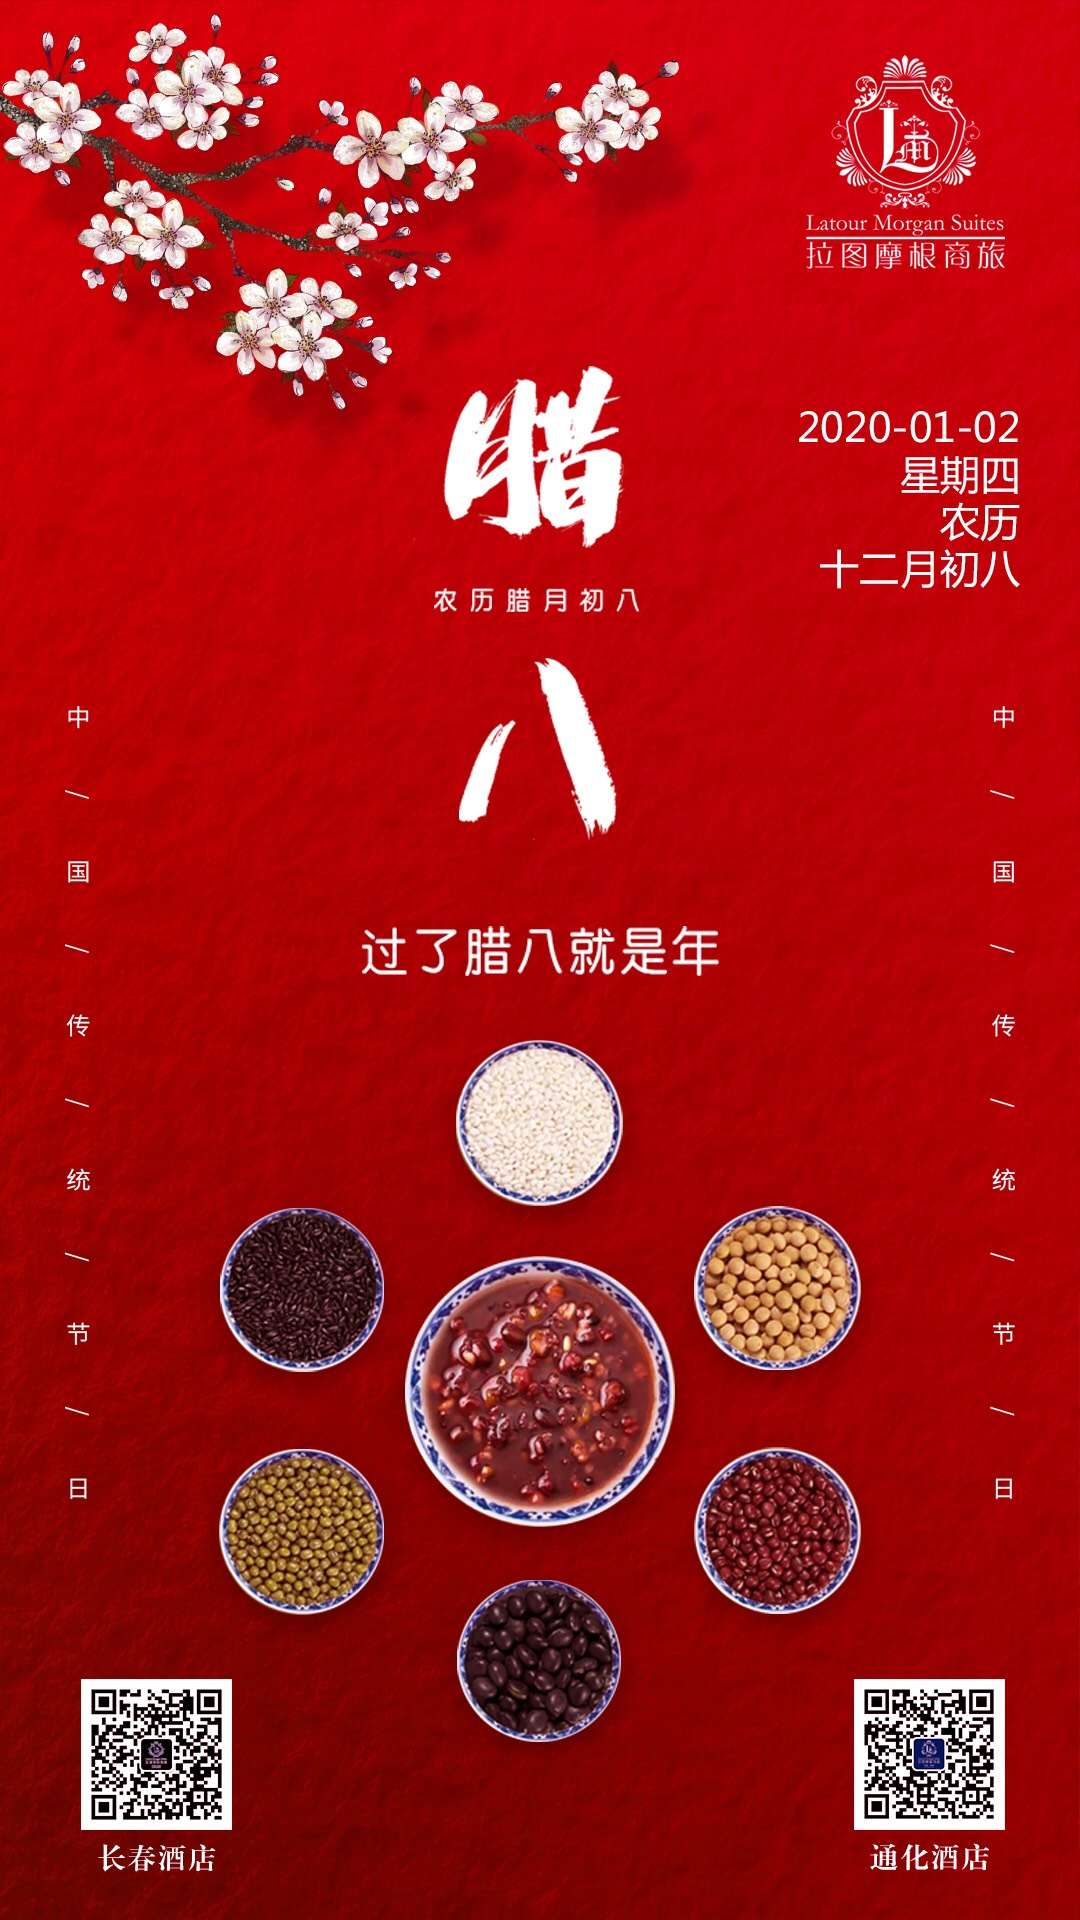 Latour Morgan Suites
拉图摩根商旅
腊
2020-01-02
星期四
农历
十二月初八
农历腊月初八
八
中/国/传/统/节/日
中/国/传/统/节/日
过了腊八就是年
长春酒店
通化酒店